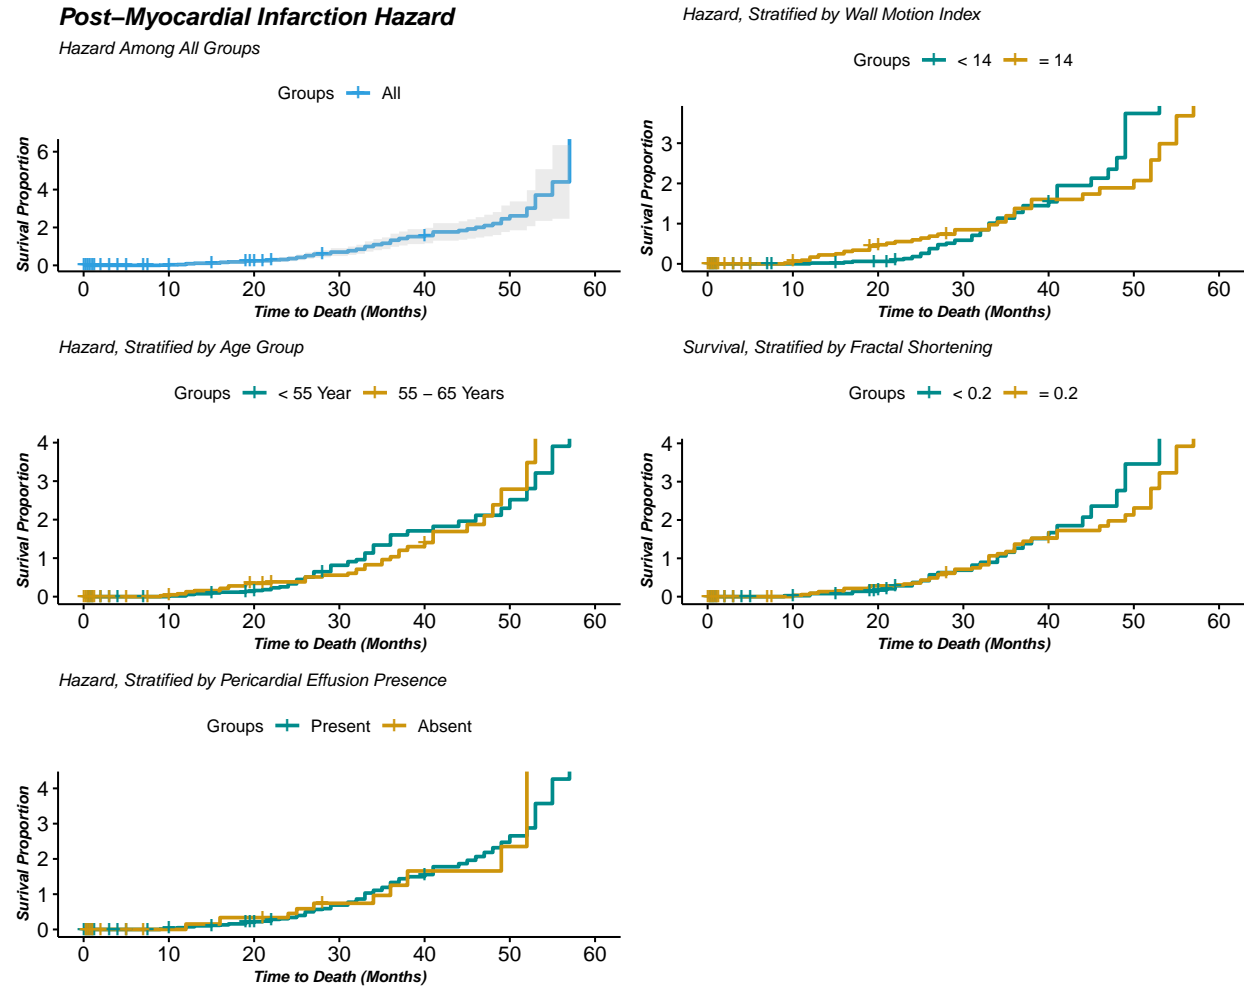 Post−Myocardial Infarction Hazard
Hazard Among All Groups
Groups All
Surival Proportion
6
4
2
0
0 10 20 30 40 50 60
Time to Death (Months)
Hazard, Stratified by Wall Motion Index
Groups < 14 = 14
Surival Proportion
3
2
1
0
0 10 20 30 40 50 60
Time to Death (Months)
Hazard, Stratified by Age Group
Groups < 55 Year 55 − 65 Years
Surival Proportion
4
3
2
1
0
0 10 20 30 40 50 60
Time to Death (Months)
Survival, Stratified by Fractal Shortening
Groups < 0.2 = 0.2
Surival Proportion
4
3
2
1
0
0 10 20 30 40 50 60
Time to Death (Months)
Hazard, Stratified by Pericardial Effusion Presence
Groups Present Absent
Surival Proportion
4
3
2
1
0
0 10 20 30 40 50 60
Time to Death (Months)